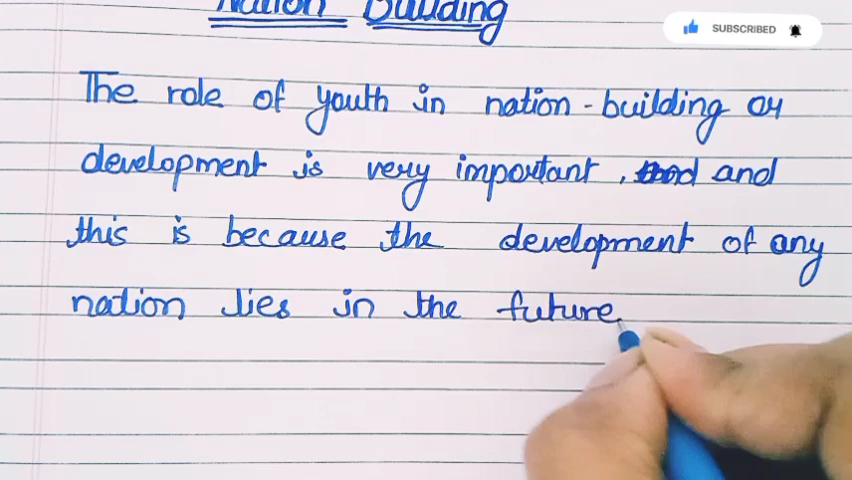 Nation Building
SUBSCRIBED
The role of youth in nation-building or
development is very important, and
this is because the development of any
nation lies in the future